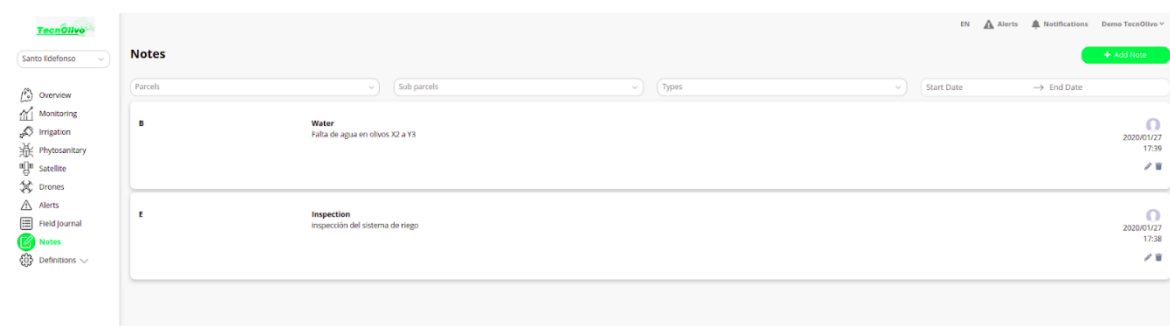 TecnOlivo
Santo Ildefonso
Overview
Monitoring
Irrigation
Phytosanitary
Satellite
Drones
Alerts
Field Journal
Notes
Definitions
EN Alerts Notifications Demo TecnOlivo
Notes
+ Add Note
Parcels Sub parcels Types Start Date → End Date
B
Water
Falta de agua en olivos X2 a Y3
2020/01/27
17:39
E
Inspection
Inspección del sistema de riego
2020/01/27
17:38